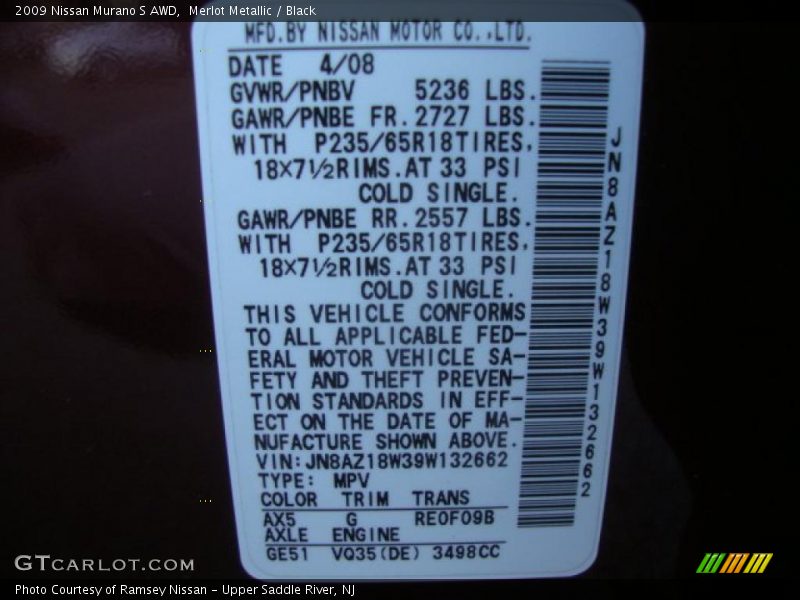 2009 Nissan Murano S AWD,  Merlot Metallic / Black
MFD.BY NISSAN MOTOR CO.,LTD.
DATE 4/08
GVWR/PNBV 5236 LBS.
GAWR/PNBE FR.2727 LBS.
WITH P235/65R18TIRES,
18X7½RIMS.AT 33 PSI
COLD SINGLE.
GAWR/PNBE RR.2557 LBS.
WITH P235/65R18TIRES,
18X7½RIMS.AT 33 PSI
COLD SINGLE.
THIS VEHICLE CONFORMS
TO ALL APPLICABLE FED-
ERAL MOTOR VEHICLE SA-
FETY AND THEFT PREVEN-
TION STANDARDS IN EFF-
ECT ON THE DATE OF MA-
NUFACTURE SHOWN ABOVE.
VIN:JN8AZ18W39W132662
TYPE: MPV
COLOR TRIM TRANS
AX5 G RE0F09B
AXLE ENGINE
GE51 VQ35(DE) 3498CC
JN8AZ18W39W132662
GTCARLOT.COM
Photo Courtesy of Ramsey Nissan - Upper Saddle River, NJ